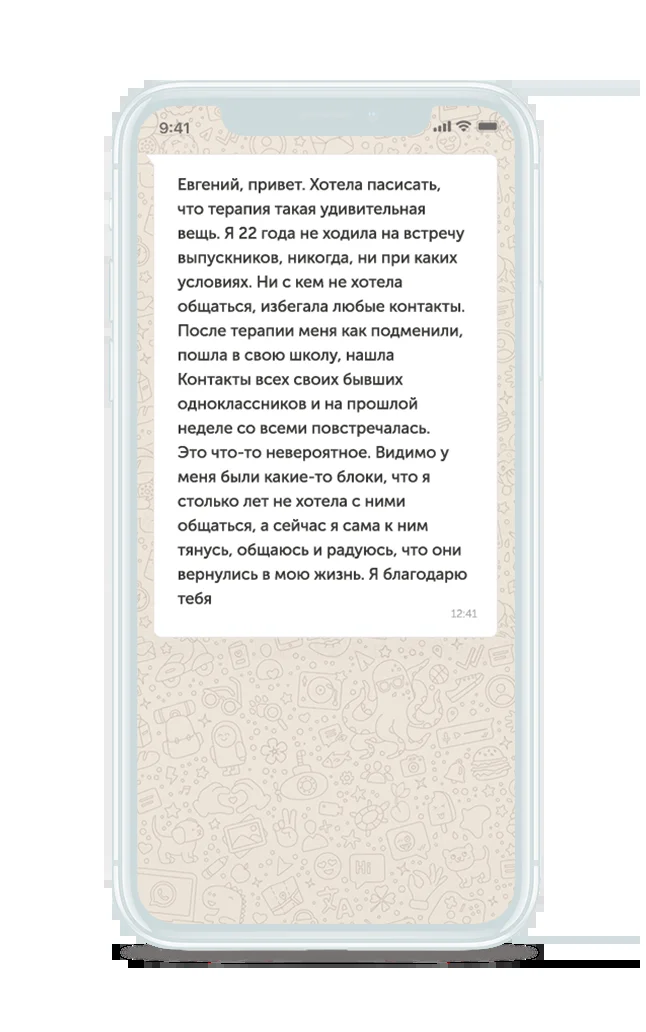 9:41
Евгений, привет. Хотела пасисать,
что терапия такая удивительная
вещь. Я 22 года не ходила на встречу
выпускников, никогда, ни при каких
условиях. Ни с кем не хотела
общаться, избегала любые контакты.
После терапии меня как подменили,
пошла в свою школу, нашла
Контакты всех своих бывших
одноклассников и на прошлой
неделе со всеми повстречалась.
Это что-то невероятное. Видимо у
меня были какие-то блоки, что я
столько лет не хотела с ними
общаться, а сейчас я сама к ним
тянусь, общаюсь и радуюсь, что они
вернулись в мою жизнь. Я благодарю
тебя
12:41
Hi